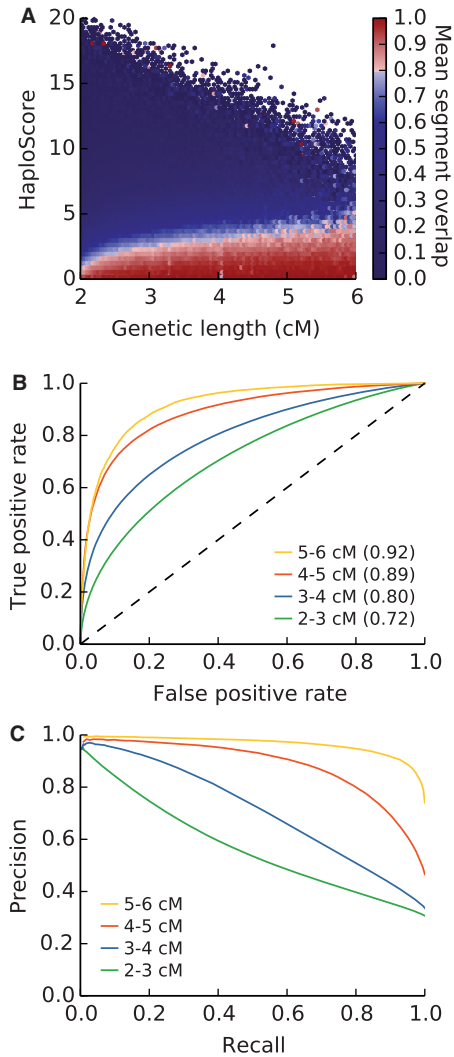 A
20
15
10
5
0
HaploScore
2
3
4
5
6
Genetic length (cM)
1.0
0.9
0.8
0.7
0.6
0.5
0.4
0.3
0.2
0.1
0.0
Mean segment overlap
B
1.0
0.8
0.6
0.4
0.2
0.0
True positive rate
5-6 cM (0.92)
4-5 cM (0.89)
3-4 cM (0.80)
2-3 cM (0.72)
0.0
0.2
0.4
0.6
0.8
1.0
False positive rate
C
1.0
0.8
0.6
0.4
0.2
0.0
Precision
5-6 cM
4-5 cM
3-4 cM
2-3 cM
0.0
0.2
0.4
0.6
0.8
1.0
Recall